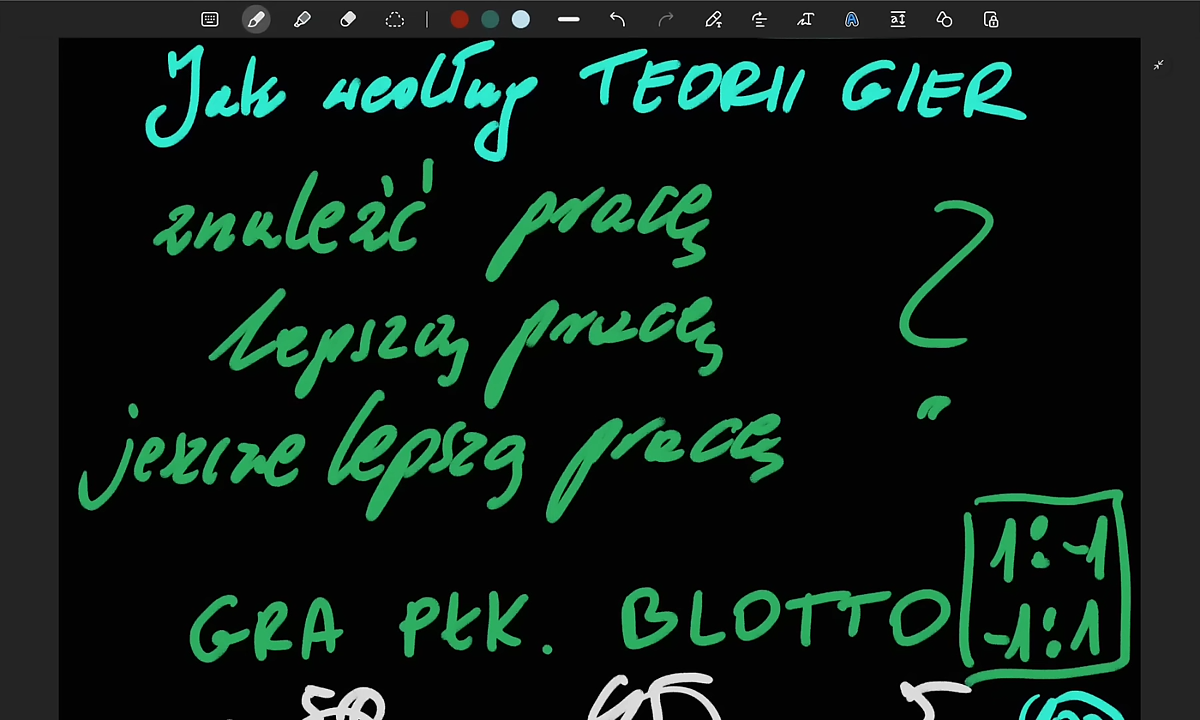 Jak według TEORII GIER
znaleźć pracę
lepszą pracę
jeszcze lepszą pracę
?
GRA PŁK. BLOTTO
1:-1
-1:1